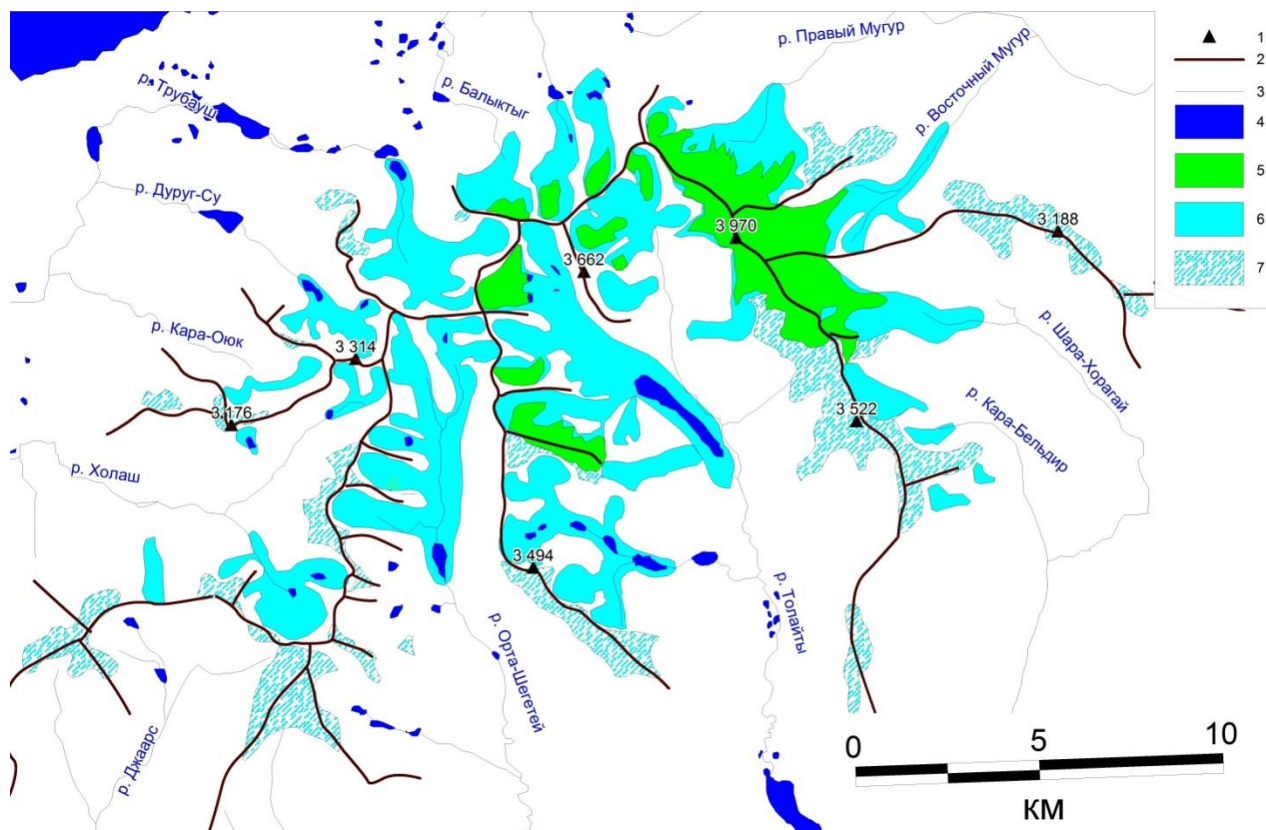 р. Правый Мугур
р. Восточный Мугур
р. Трубауш
р. Балыктыг
р. Дуруг-Су
3 970
3 188
3 662
р. Кара-Оюк
3 314
р. Шара-Хорагай
3 176
3 522
р. Кара-Бельдир
р. Холаш
3 494
р. Толайты
р. Орта-Шегетей
р. Джаарс
1
2
3
4
5
6
7
0 5 10
км